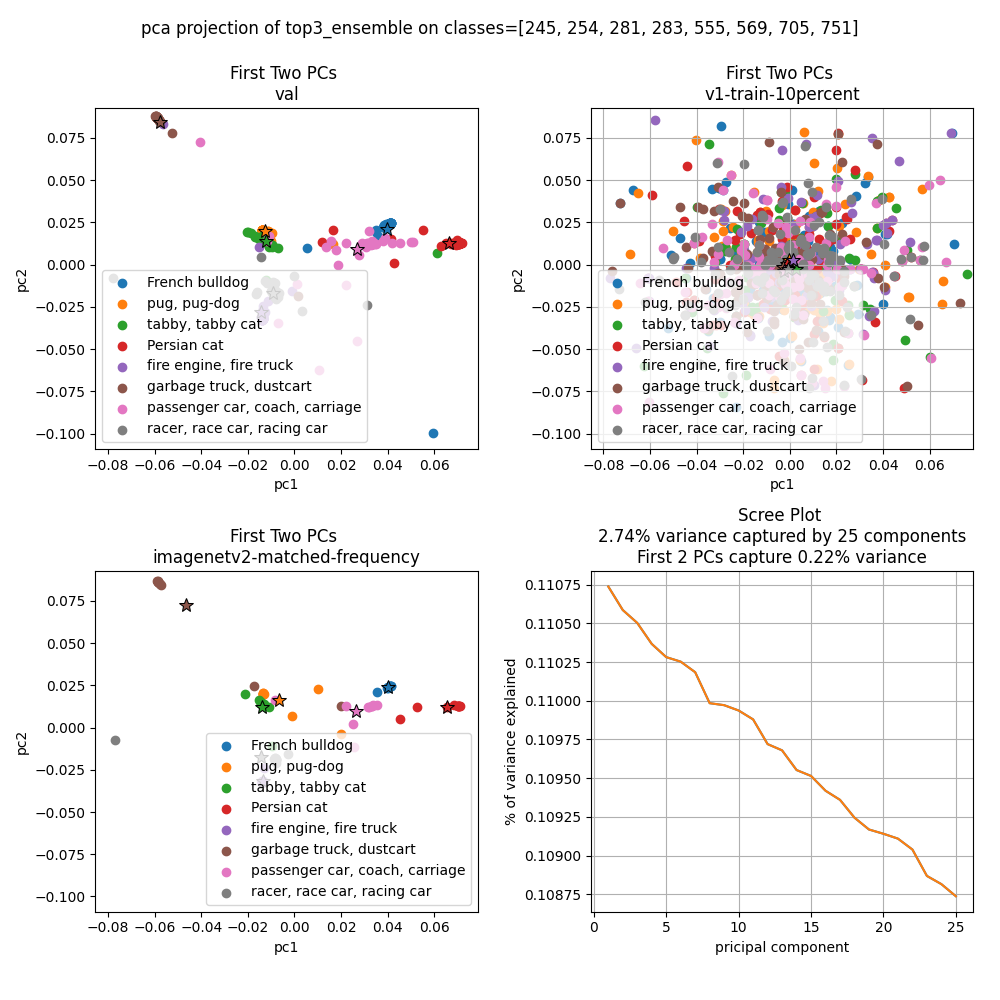 pca projection of top3_ensemble on classes=[245, 254, 281, 283, 555, 569, 705, 751]
First Two PCs
val
0.075
0.050
0.025
0.000
−0.025
−0.050
−0.075
−0.100
pc2
French bulldog
pug, pug-dog
tabby, tabby cat
Persian cat
fire engine, fire truck
garbage truck, dustcart
passenger car, coach, carriage
racer, race car, racing car
−0.08 −0.06 −0.04 −0.02 0.00 0.02 0.04 0.06
pc1
First Two PCs
v1-train-10percent
0.075
0.050
0.025
0.000
−0.025
−0.050
−0.075
−0.100
pc2
French bulldog
pug, pug-dog
tabby, tabby cat
Persian cat
fire engine, fire truck
garbage truck, dustcart
passenger car, coach, carriage
racer, race car, racing car
−0.08 −0.06 −0.04 −0.02 0.00 0.02 0.04 0.06
pc1
First Two PCs
imagenetv2-matched-frequency
0.075
0.050
0.025
0.000
−0.025
−0.050
−0.075
−0.100
pc2
French bulldog
pug, pug-dog
tabby, tabby cat
Persian cat
fire engine, fire truck
garbage truck, dustcart
passenger car, coach, carriage
racer, race car, racing car
−0.08 −0.06 −0.04 −0.02 0.00 0.02 0.04 0.06
pc1
Scree Plot
2.74% variance captured by 25 components
First 2 PCs capture 0.22% variance
0.11075
0.11050
0.11025
0.11000
0.10975
0.10950
0.10925
0.10900
0.10875
% of variance explained
0 5 10 15 20 25
pricipal component